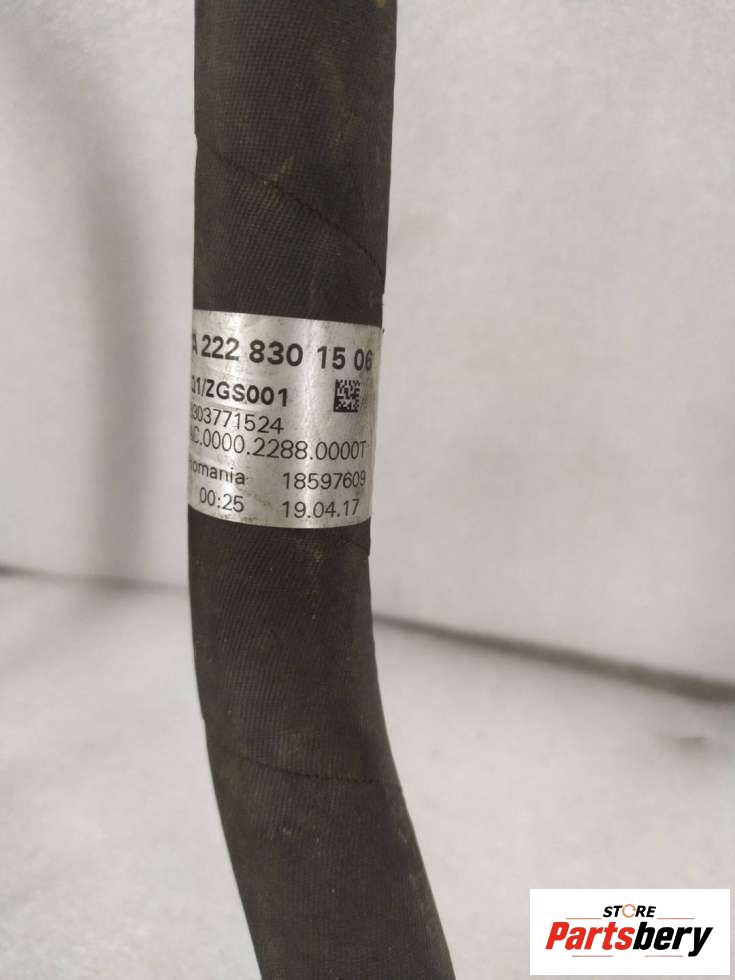 A 222 830 15 06
Q1/ZGS001
303771524
C.0000.2288.0000T
Romania 18597609
00:25 19.04.17
STORE
Partsbery